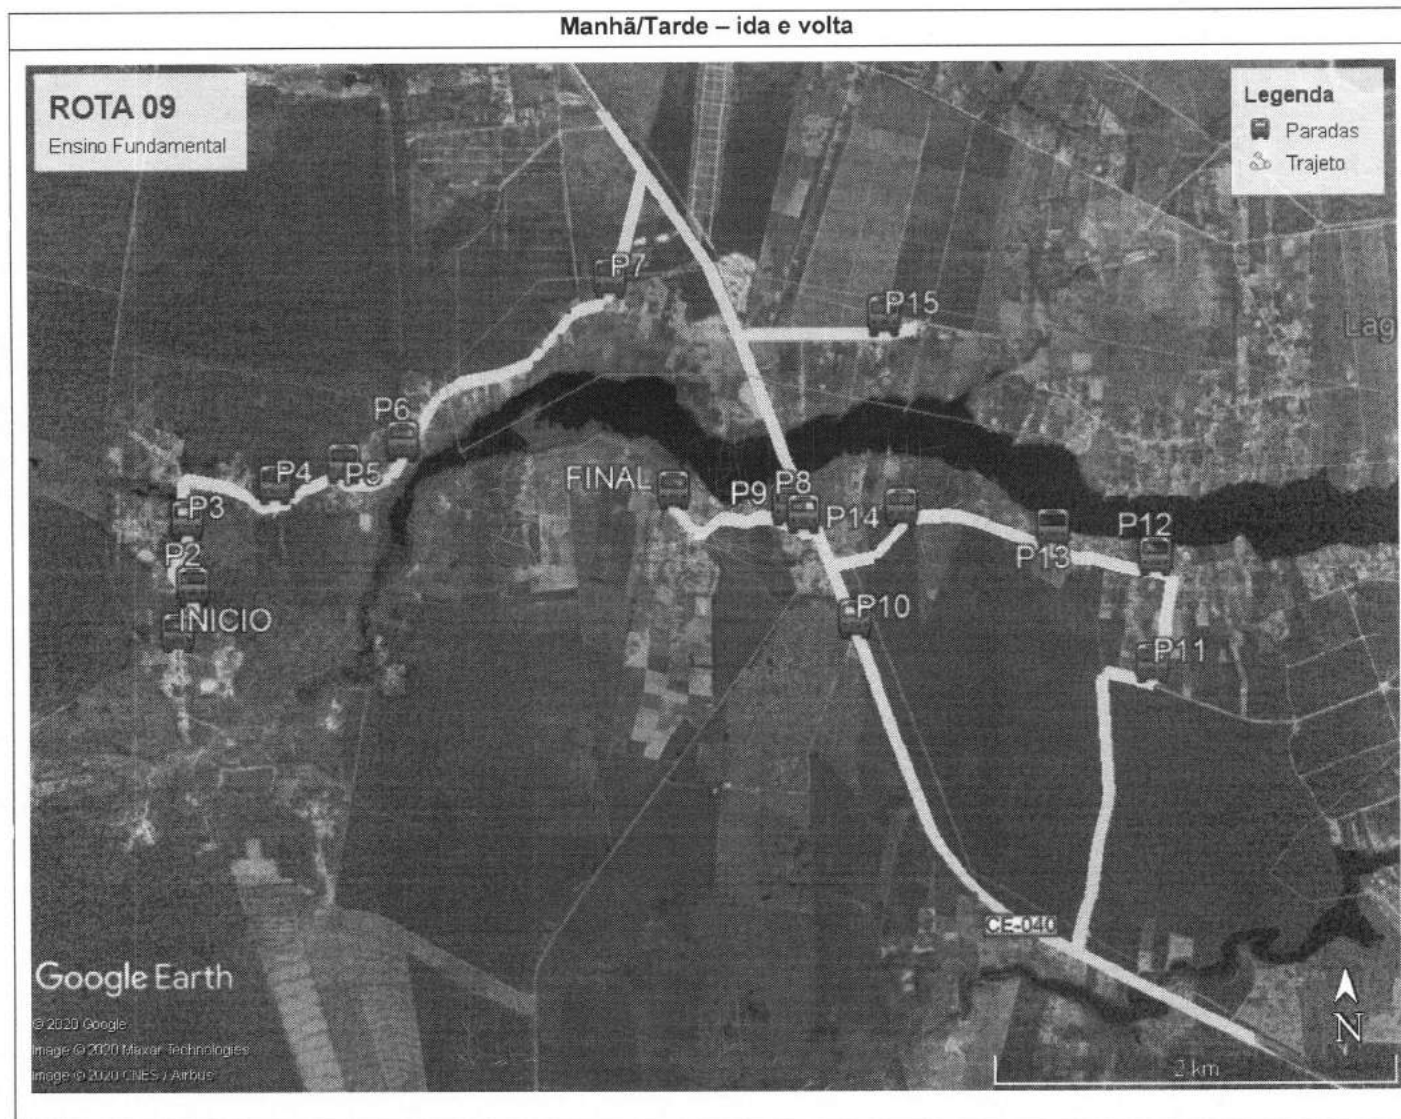 Manhã/Tarde – ida e volta
ROTA 09
Ensino Fundamental
Legenda
Paradas
Trajeto
P7
P15
Lag
P6
P4
P5
FINAL
P9
P8
P3
P14
P12
P13
P2
INICIO
P10
P11
CE-040
Google Earth
© 2020 Google
Image © 2020 Maxar Technologies
Image © 2020 CNES / Airbus
N
2 km